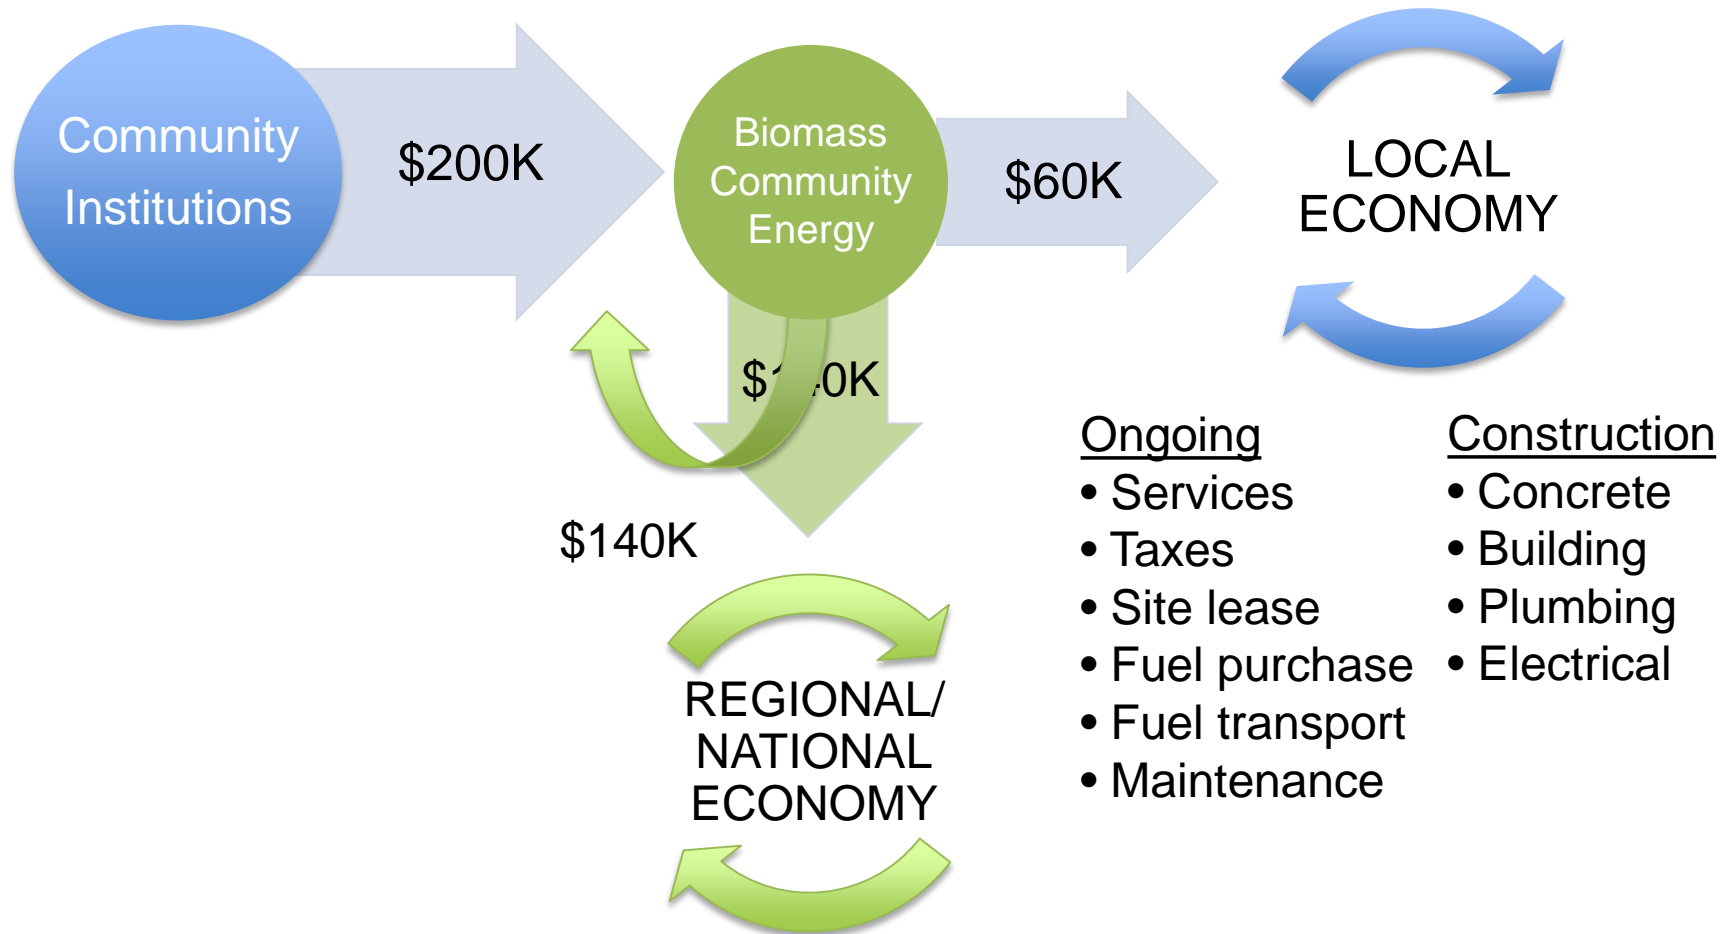 Community
Institutions
$200K
Biomass
Community
Energy
$60K
LOCAL
ECONOMY
$140K
$140K
REGIONAL/
NATIONAL
ECONOMY
Ongoing
• Services
• Taxes
• Site lease
• Fuel purchase
• Fuel transport
• Maintenance
Construction
• Concrete
• Building
• Plumbing
• Electrical